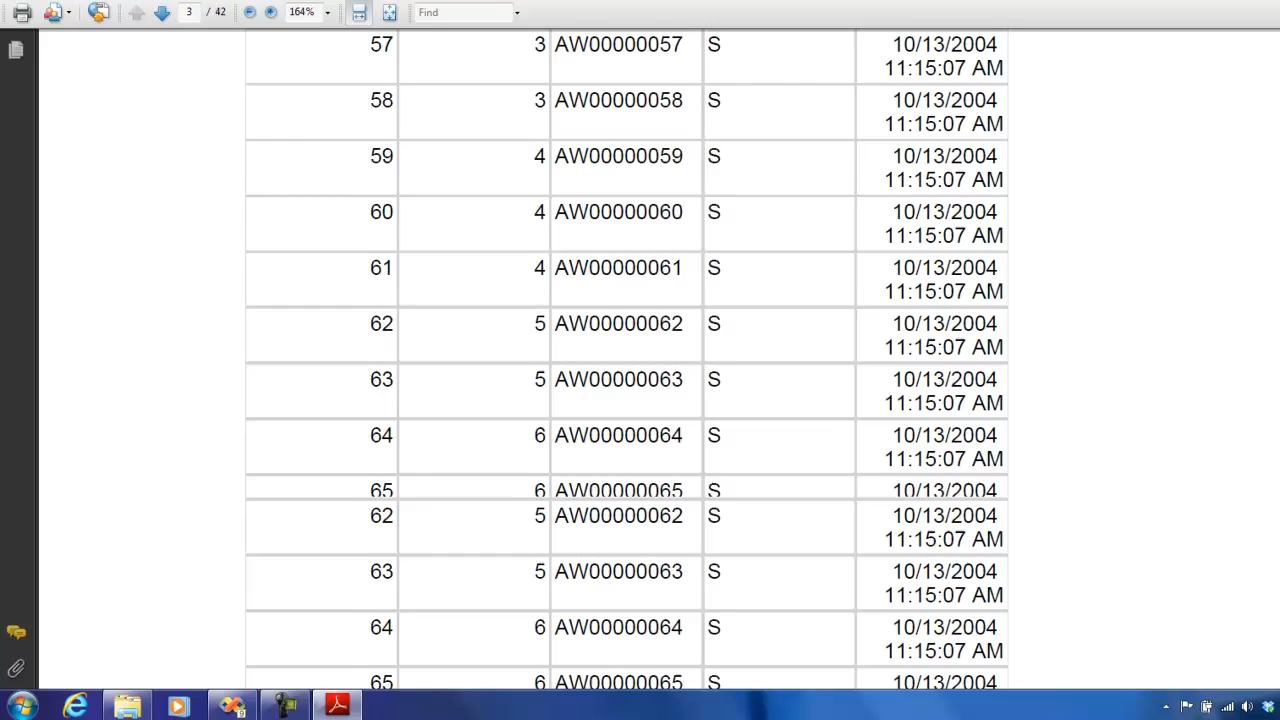 3 / 42 164% Find
57 3 AW00000057 S 10/13/2004
11:15:07 AM
58 3 AW00000058 S 10/13/2004
11:15:07 AM
59 4 AW00000059 S 10/13/2004
11:15:07 AM
60 4 AW00000060 S 10/13/2004
11:15:07 AM
61 4 AW00000061 S 10/13/2004
11:15:07 AM
62 5 AW00000062 S 10/13/2004
11:15:07 AM
63 5 AW00000063 S 10/13/2004
11:15:07 AM
64 6 AW00000064 S 10/13/2004
11:15:07 AM
65 6 AW00000065 S 10/13/2004
62 5 AW00000062 S 10/13/2004
11:15:07 AM
63 5 AW00000063 S 10/13/2004
11:15:07 AM
64 6 AW00000064 S 10/13/2004
11:15:07 AM
65 6 AW00000065 S 10/13/2004